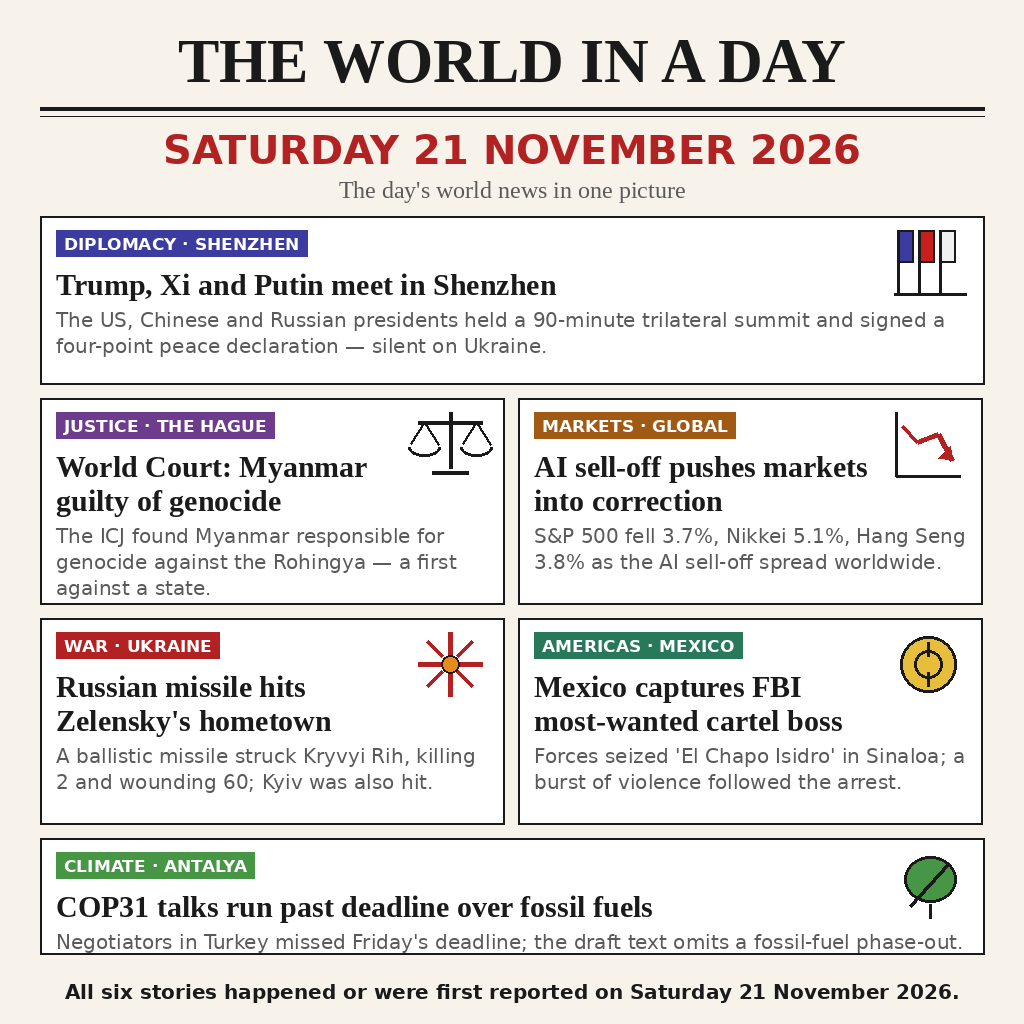 THE WORLD IN A DAY
SATURDAY 21 NOVEMBER 2026
The day's world news in one picture
DIPLOMACY · SHENZHEN
Trump, Xi and Putin meet in Shenzhen
The US, Chinese and Russian presidents held a 90-minute trilateral summit and signed a
four-point peace declaration — silent on Ukraine.
JUSTICE · THE HAGUE
World Court: Myanmar
guilty of genocide
The ICJ found Myanmar responsible for
genocide against the Rohingya — a first
against a state.
MARKETS · GLOBAL
AI sell-off pushes markets
into correction
S&P 500 fell 3.7%, Nikkei 5.1%, Hang Seng
3.8% as the AI sell-off spread worldwide.
WAR · UKRAINE
Russian missile hits
Zelensky's hometown
A ballistic missile struck Kryvyi Rih, killing
2 and wounding 60; Kyiv was also hit.
AMERICAS · MEXICO
Mexico captures FBI
most-wanted cartel boss
Forces seized 'El Chapo Isidro' in Sinaloa; a
burst of violence followed the arrest.
CLIMATE · ANTALYA
COP31 talks run past deadline over fossil fuels
Negotiators in Turkey missed Friday's deadline; the draft text omits a fossil-fuel phase-out.
All six stories happened or were first reported on Saturday 21 November 2026.